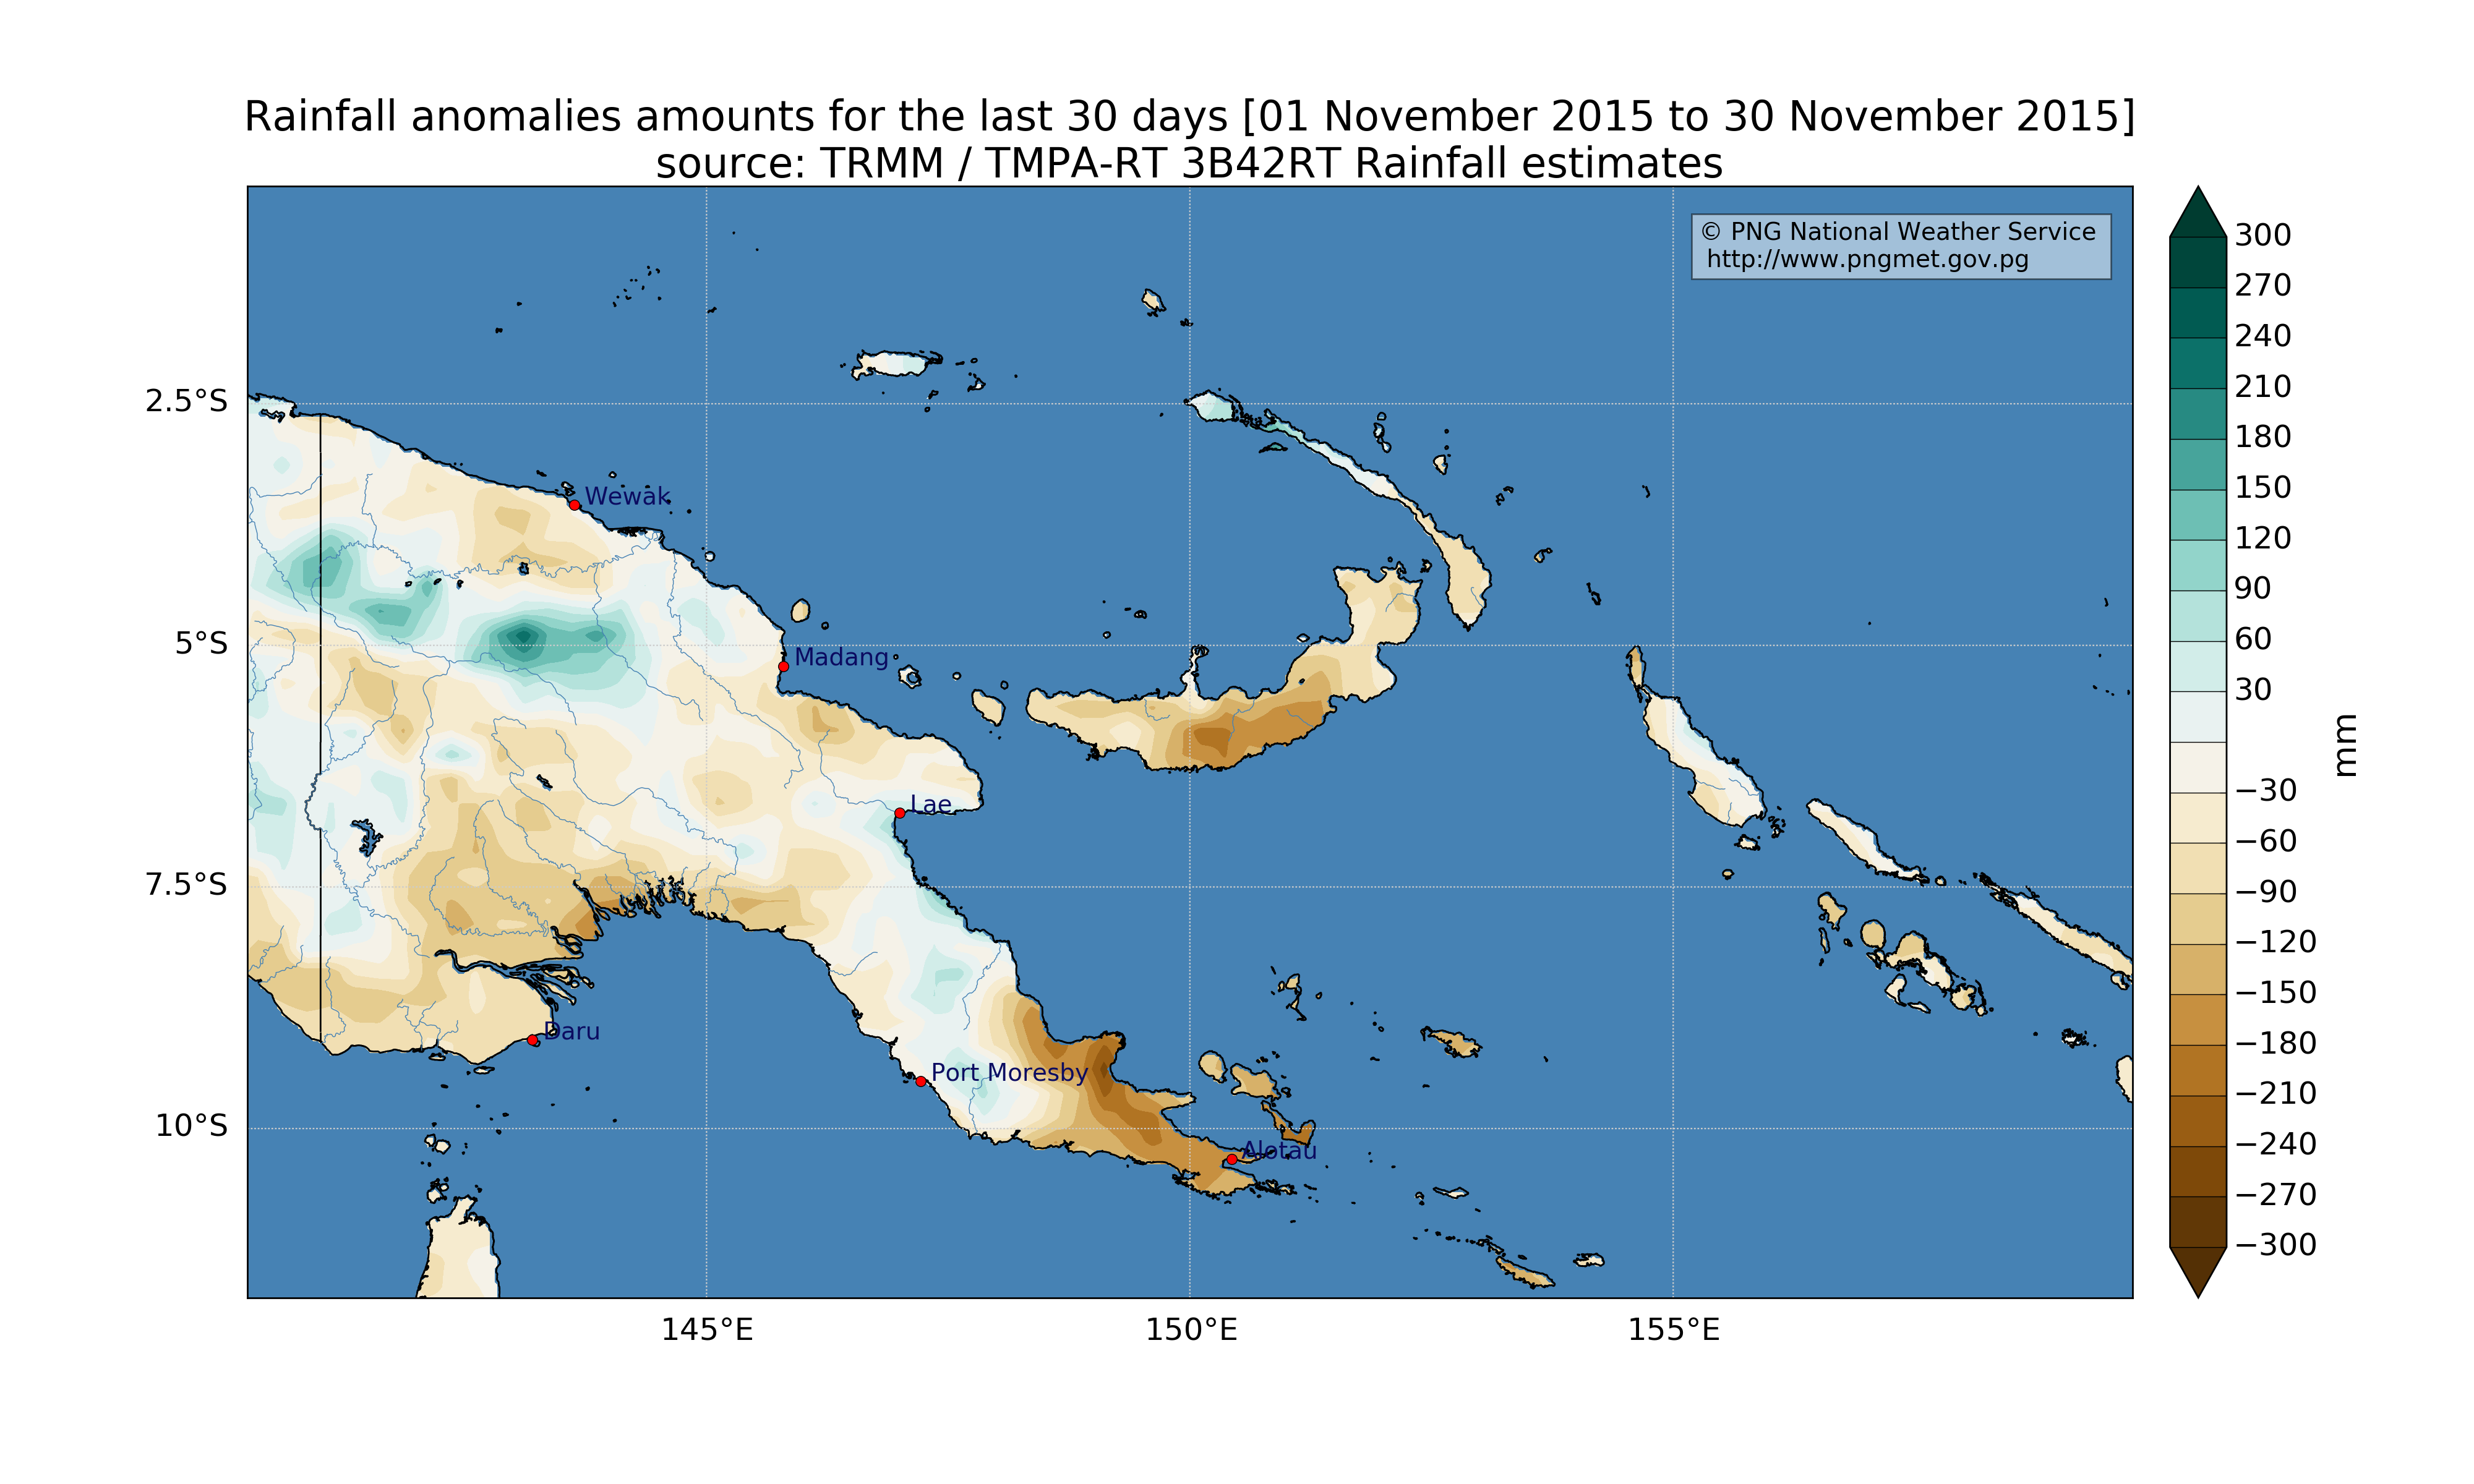 Rainfall anomalies amounts for the last 30 days [01 November 2015 to 30 November 2015]
source: TRMM / TMPA-RT 3B42RT Rainfall estimates
© PNG National Weather Service
http://www.pngmet.gov.pg
2.5°S
5°S
7.5°S
10°S
Wewak
Madang
Lae
Daru
Port Moresby
Alotau
145°E
150°E
155°E
300
270
240
210
180
150
120
90
60
30
−30
−60
−90
−120
−150
−180
−210
−240
−270
−300
mm